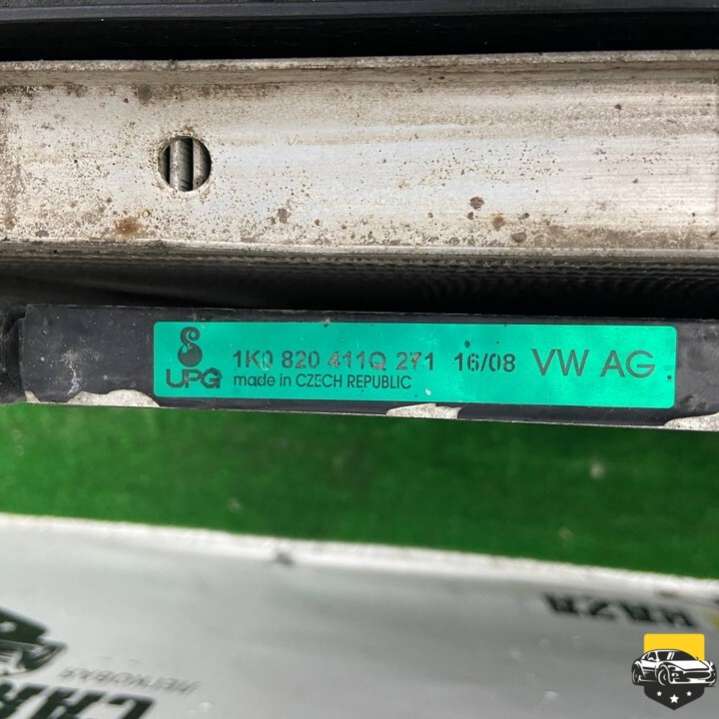 UPG
1K0 820 411Q 271 16/08 VW AG
made in CZECH REPUBLIC